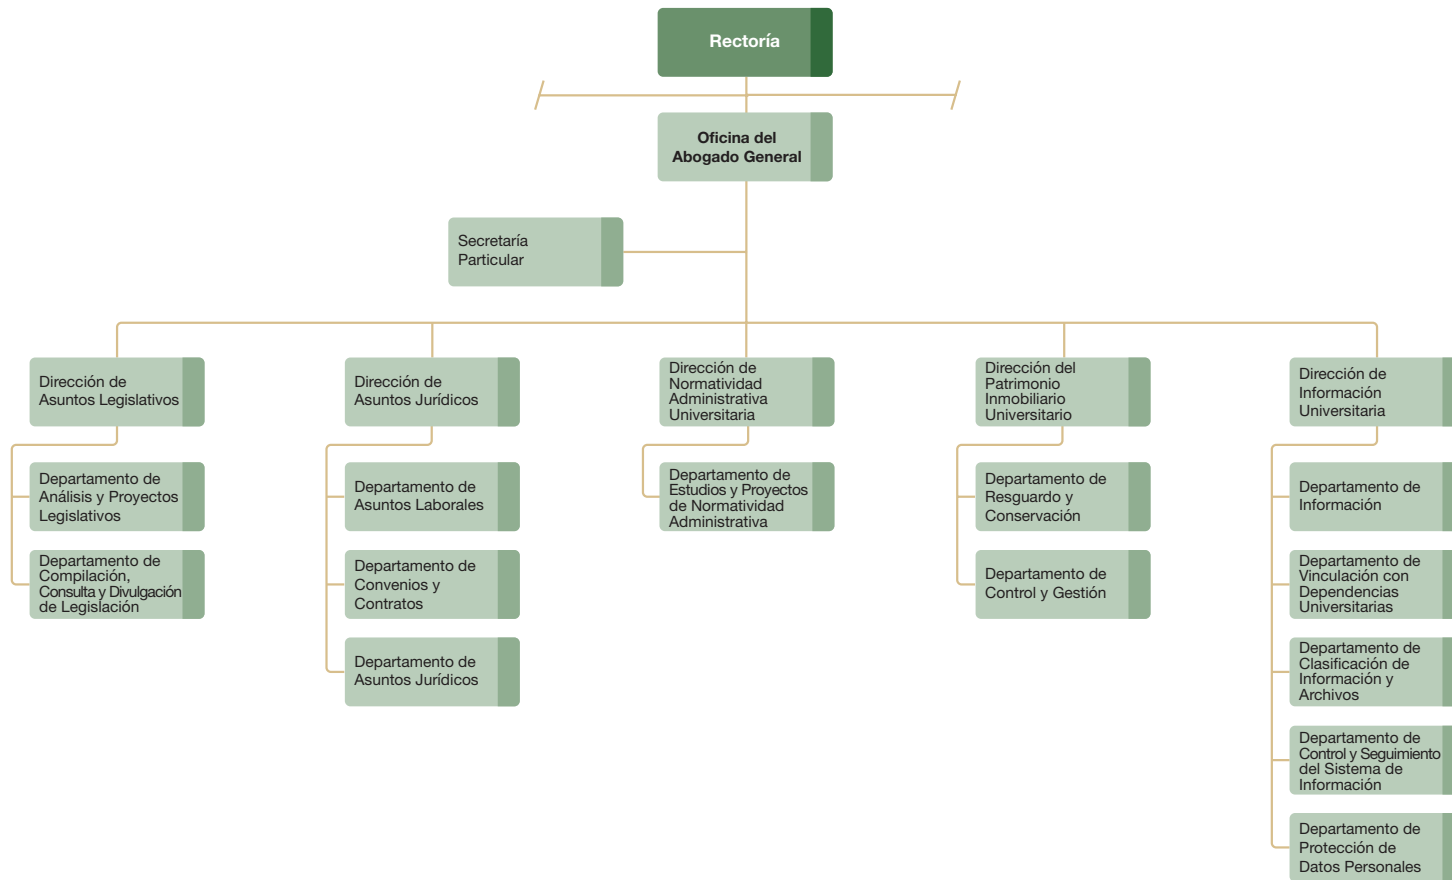 Rectoría
Oficina del
Abogado General
Secretaría
Particular
Dirección de
Asuntos Legislativos
Departamento de
Análisis y Proyectos
Legislativos
Departamento de
Compilación,
Consulta y Divulgación
de Legislación
Dirección de
Asuntos Jurídicos
Departamento de
Asuntos Laborales
Departamento de
Convenios y
Contratos
Departamento de
Asuntos Jurídicos
Dirección de
Normatividad
Administrativa
Universitaria
Departamento de
Estudios y Proyectos
de Normatividad
Administrativa
Dirección del
Patrimonio
Inmobiliario
Universitario
Departamento de
Resguardo y
Conservación
Departamento de
Control y Gestión
Dirección de
Información
Universitaria
Departamento de
Información
Departamento de
Vinculación con
Dependencias
Universitarias
Departamento de
Clasificación de
Información y
Archivos
Departamento de
Control y Seguimiento
del Sistema de
Información
Departamento de
Protección de
Datos Personales